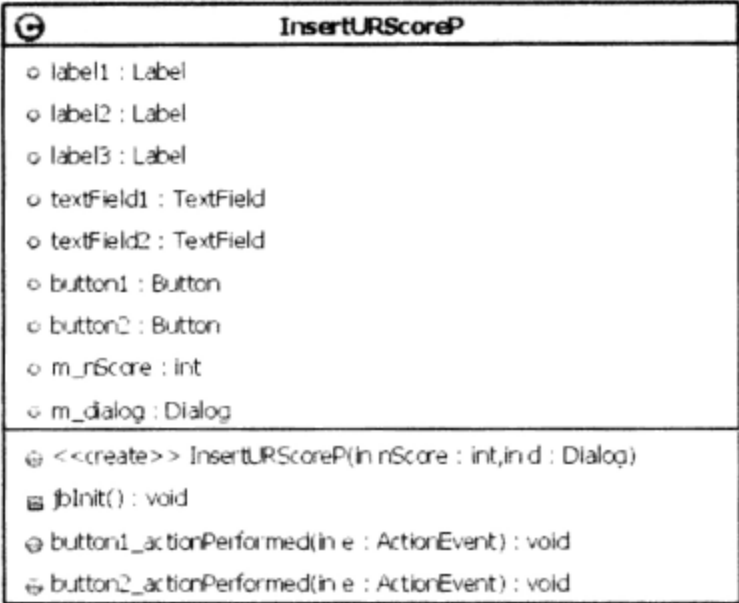 InsertURScoreP
label1 : Label
label2 : Label
label3 : Label
textField1 : TextField
textField2 : TextField
button1 : Button
button2 : Button
m_nScore : int
m_dialog : Dialog
<<create>> InsertURScoreP(in nScore : int,in d : Dialog)
jbInit() : void
button1_actionPerformed(in e : ActionEvent) : void
button2_actionPerformed(in e : ActionEvent) : void